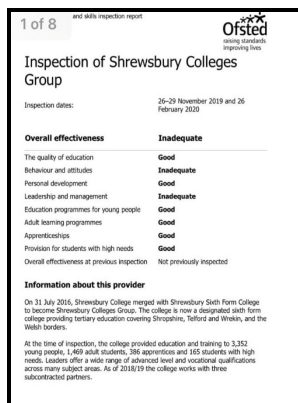 1 of 8
and skills inspection report
Ofsted
raising standards
improving lives
Inspection of Shrewsbury Colleges
Group
Inspection dates: 26–29 November 2019 and 26
February 2020
Overall effectiveness Inadequate
The quality of education Good
Behaviour and attitudes Inadequate
Personal development Good
Leadership and management Inadequate
Education programmes for young people Good
Adult learning programmes Good
Apprenticeships Good
Provision for students with high needs Good
Overall effectiveness at previous inspection Not previously inspected
Information about this provider
On 31 July 2016, Shrewsbury College merged with Shrewsbury Sixth Form College
to become Shrewsbury Colleges Group. The college is now a designated sixth form
college providing tertiary education covering Shropshire, Telford and Wrekin, and the
Welsh borders.
At the time of inspection, the college provided education and training to 3,352
young people, 1,469 adult students, 386 apprentices and 165 students with high
needs. Leaders offer a wide range of advanced level and vocational qualifications
across many subject areas. As of 2018/19 the college works with three
subcontracted partners.